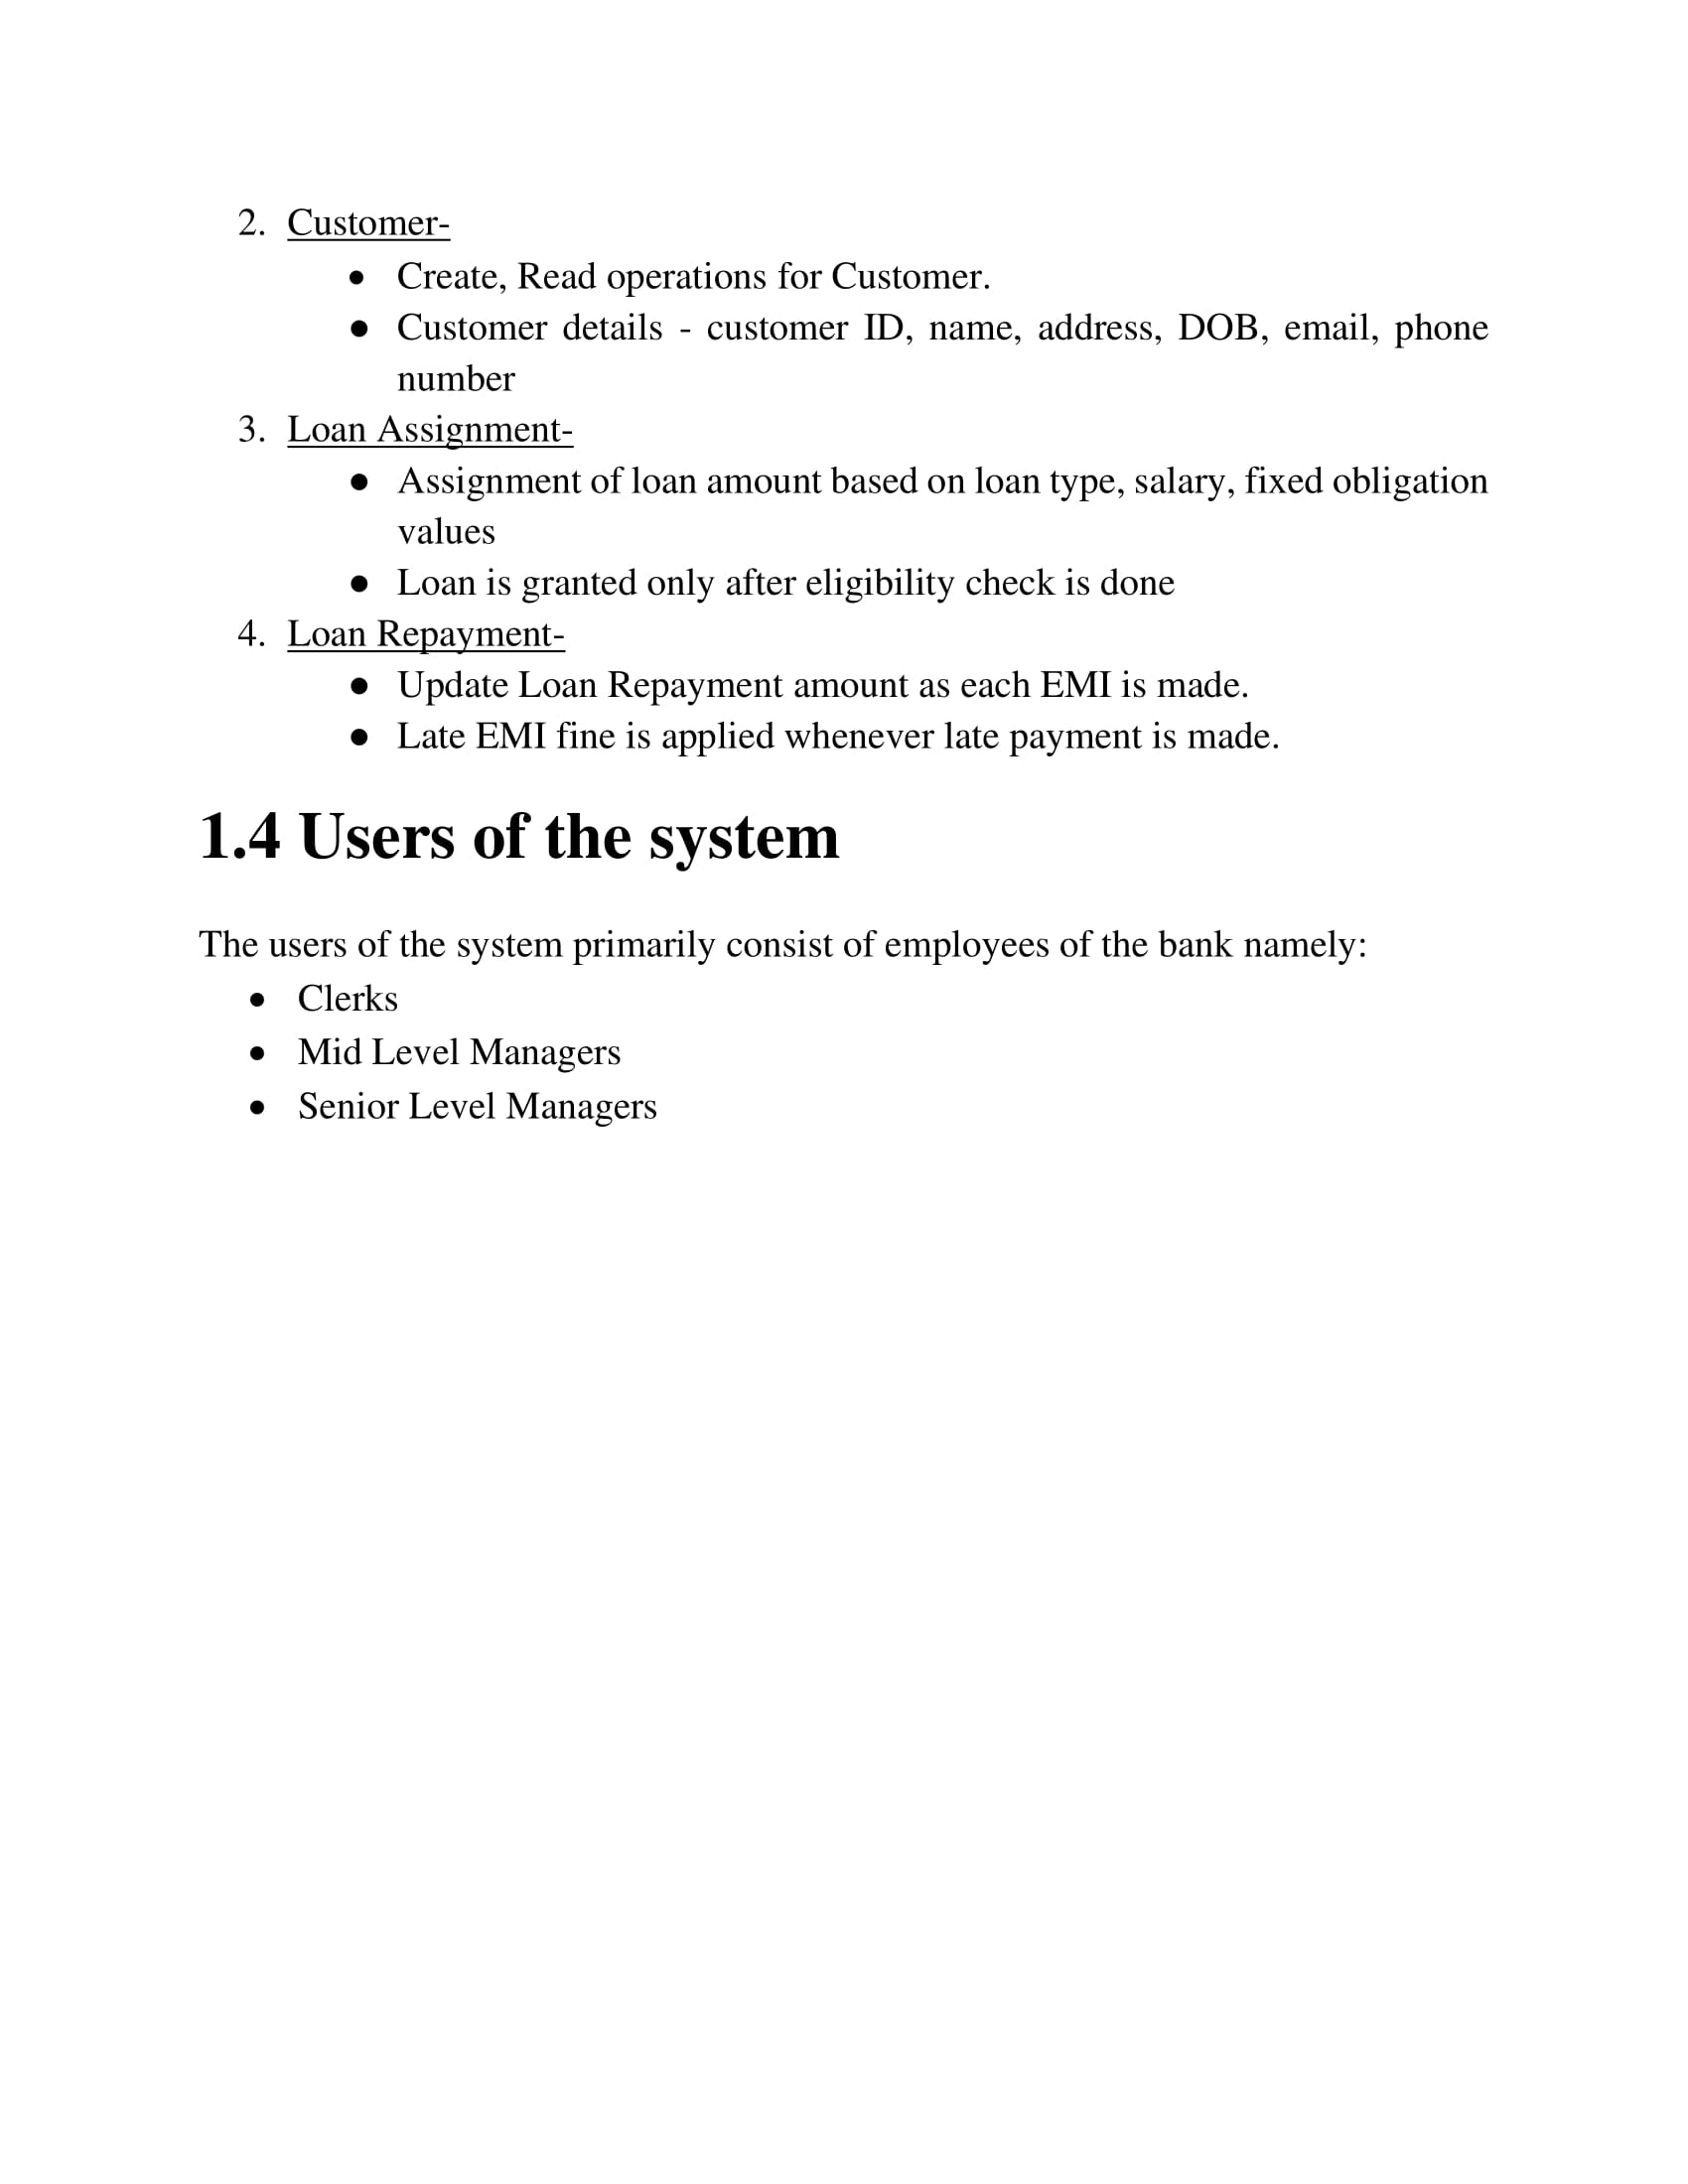 2. Customer-
● Create, Read operations for Customer.
● Customer details - customer ID, name, address, DOB, email, phone
number
3. Loan Assignment-
● Assignment of loan amount based on loan type, salary, fixed obligation
values
● Loan is granted only after eligibility check is done
4. Loan Repayment-
● Update Loan Repayment amount as each EMI is made.
● Late EMI fine is applied whenever late payment is made.
1.4 Users of the system
The users of the system primarily consist of employees of the bank namely:
● Clerks
● Mid Level Managers
● Senior Level Managers